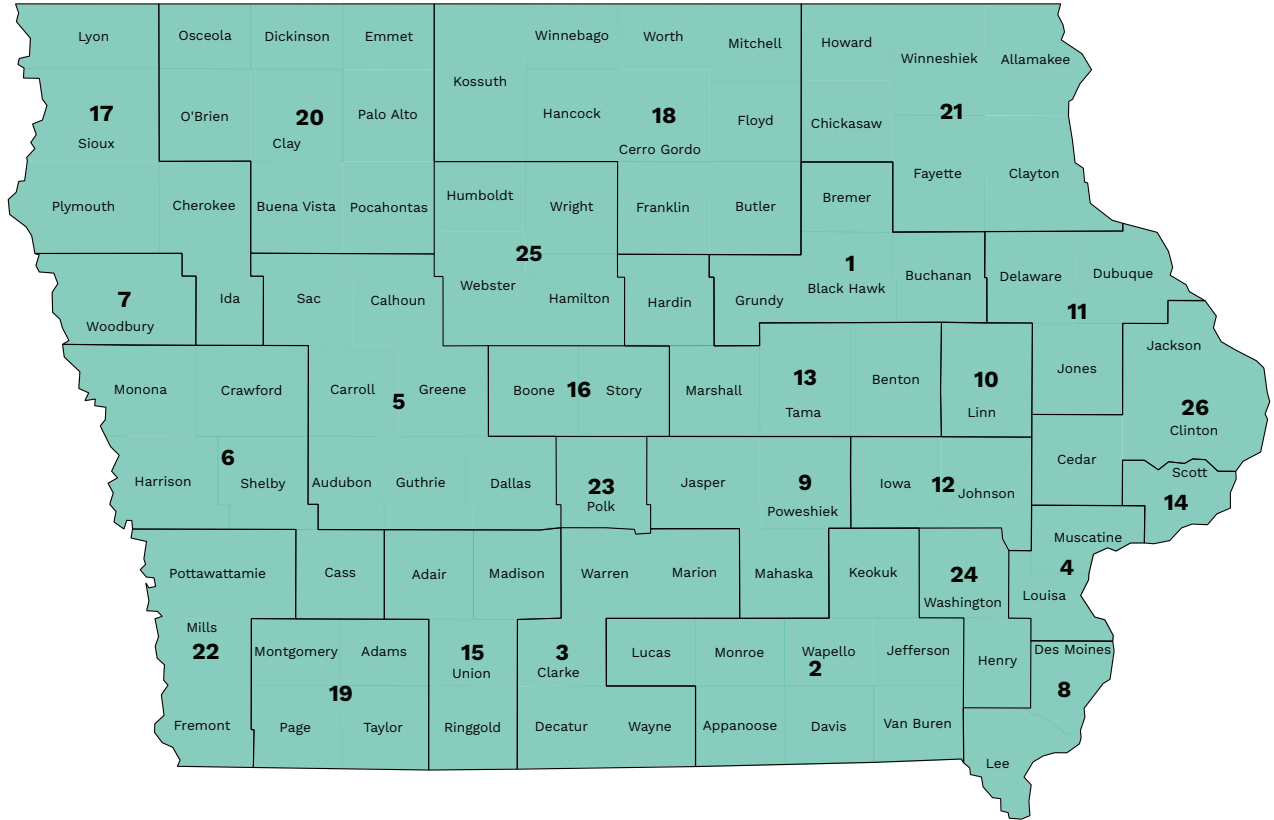 Lyon
Osceola
Dickinson
Emmet
Kossuth
Winnebago
Worth
Mitchell
Howard
Winneshiek
Allamakee
17
Sioux
O'Brien
20
Clay
Palo Alto
Hancock
18
Cerro Gordo
Floyd
Chickasaw
21
Plymouth
Cherokee
Buena Vista
Pocahontas
Humboldt
Wright
Franklin
Butler
Bremer
Fayette
Clayton
7
Woodbury
Ida
Sac
Calhoun
25
Webster
Hamilton
Hardin
Grundy
1
Black Hawk
Buchanan
Delaware
Dubuque
11
Monona
Crawford
Carroll
5
Greene
Boone
16
Story
Marshall
13
Tama
Benton
10
Linn
Jones
Jackson
26
Clinton
6
Harrison
Shelby
Audubon
Guthrie
Dallas
23
Polk
Jasper
9
Poweshiek
Iowa
12
Johnson
Cedar
Scott
14
Pottawattamie
Cass
Adair
Madison
Warren
Marion
Mahaska
Keokuk
24
Washington
Muscatine
4
Louisa
Mills
22
Montgomery
Adams
19
15
Union
3
Clarke
Lucas
Monroe
Wapello
2
Jefferson
Henry
Des Moines
8
Fremont
Page
Taylor
Ringgold
Decatur
Wayne
Appanoose
Davis
Van Buren
Lee